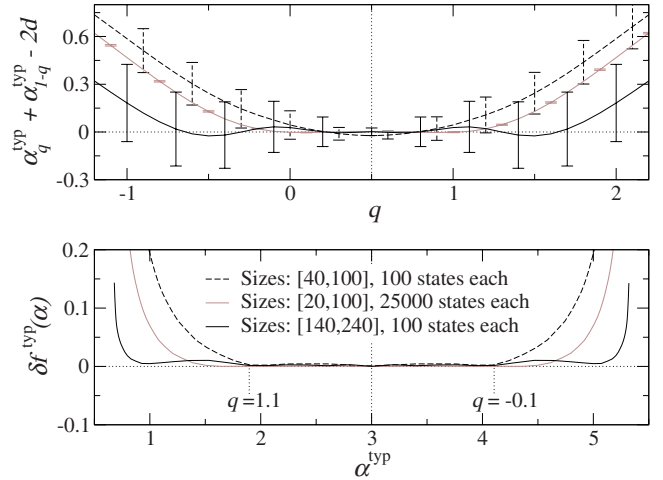 α_q^typ + α_{1-q}^typ - 2d
0.6
0.3
0
-0.3
-1 0 1 2
q
δf^typ(α)
0.2
0.1
0
-0.1
Sizes: [40,100], 100 states each
Sizes: [20,100], 25000 states each
Sizes: [140,240], 100 states each
q =1.1 q = -0.1
1 2 3 4 5
α^typ